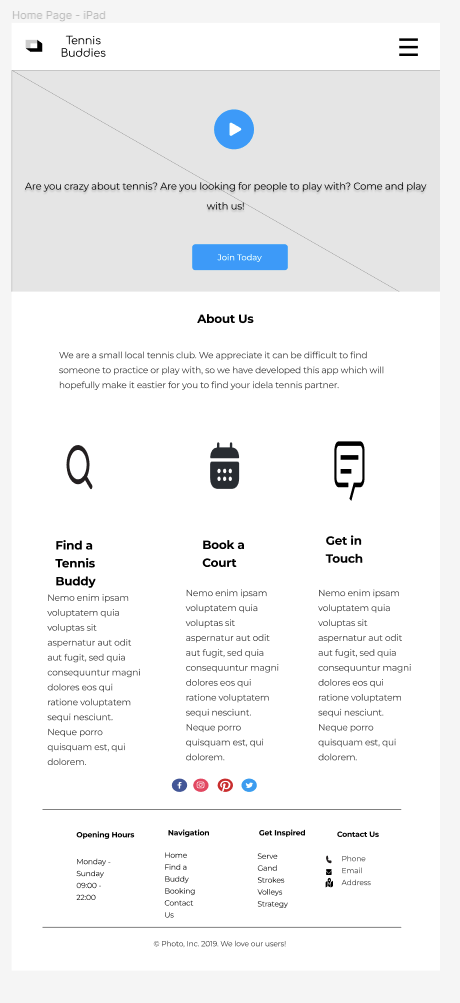 Home Page - iPad
Tennis
Buddies
Are you crazy about tennis? Are you looking for people to play with? Come and play
with us!
Join Today
About Us
We are a small local tennis club. We appreciate it can be difficult to find
someone to practice or play with, so we have developed this app which will
hopefully make it eastier for you to find your idela tennis partner.
Find a
Tennis
Buddy
Nemo enim ipsam
voluptatem quia
voluptas sit
aspernatur aut odit
aut fugit, sed quia
consequuntur magni
dolores eos qui
ratione voluptatem
sequi nesciunt.
Neque porro
quisquam est, qui
dolorem.
Book a
Court
Nemo enim ipsam
voluptatem quia
voluptas sit
aspernatur aut odit
aut fugit, sed quia
consequuntur magni
dolores eos qui
ratione voluptatem
sequi nesciunt.
Neque porro
quisquam est, qui
dolorem.
Get in
Touch
Nemo enim ipsam
voluptatem quia
voluptas sit
aspernatur aut odit
aut fugit, sed quia
consequuntur magni
dolores eos qui
ratione voluptatem
sequi nesciunt.
Neque porro
quisquam est, qui
dolorem.
Opening Hours
Monday -
Sunday
09:00 -
22:00
Navigation
Home
Find a
Buddy
Booking
Contact
Us
Get Inspired
Serve
Gand
Strokes
Volleys
Strategy
Contact Us
Phone
Email
Address
© Photo, Inc. 2019. We love our users!